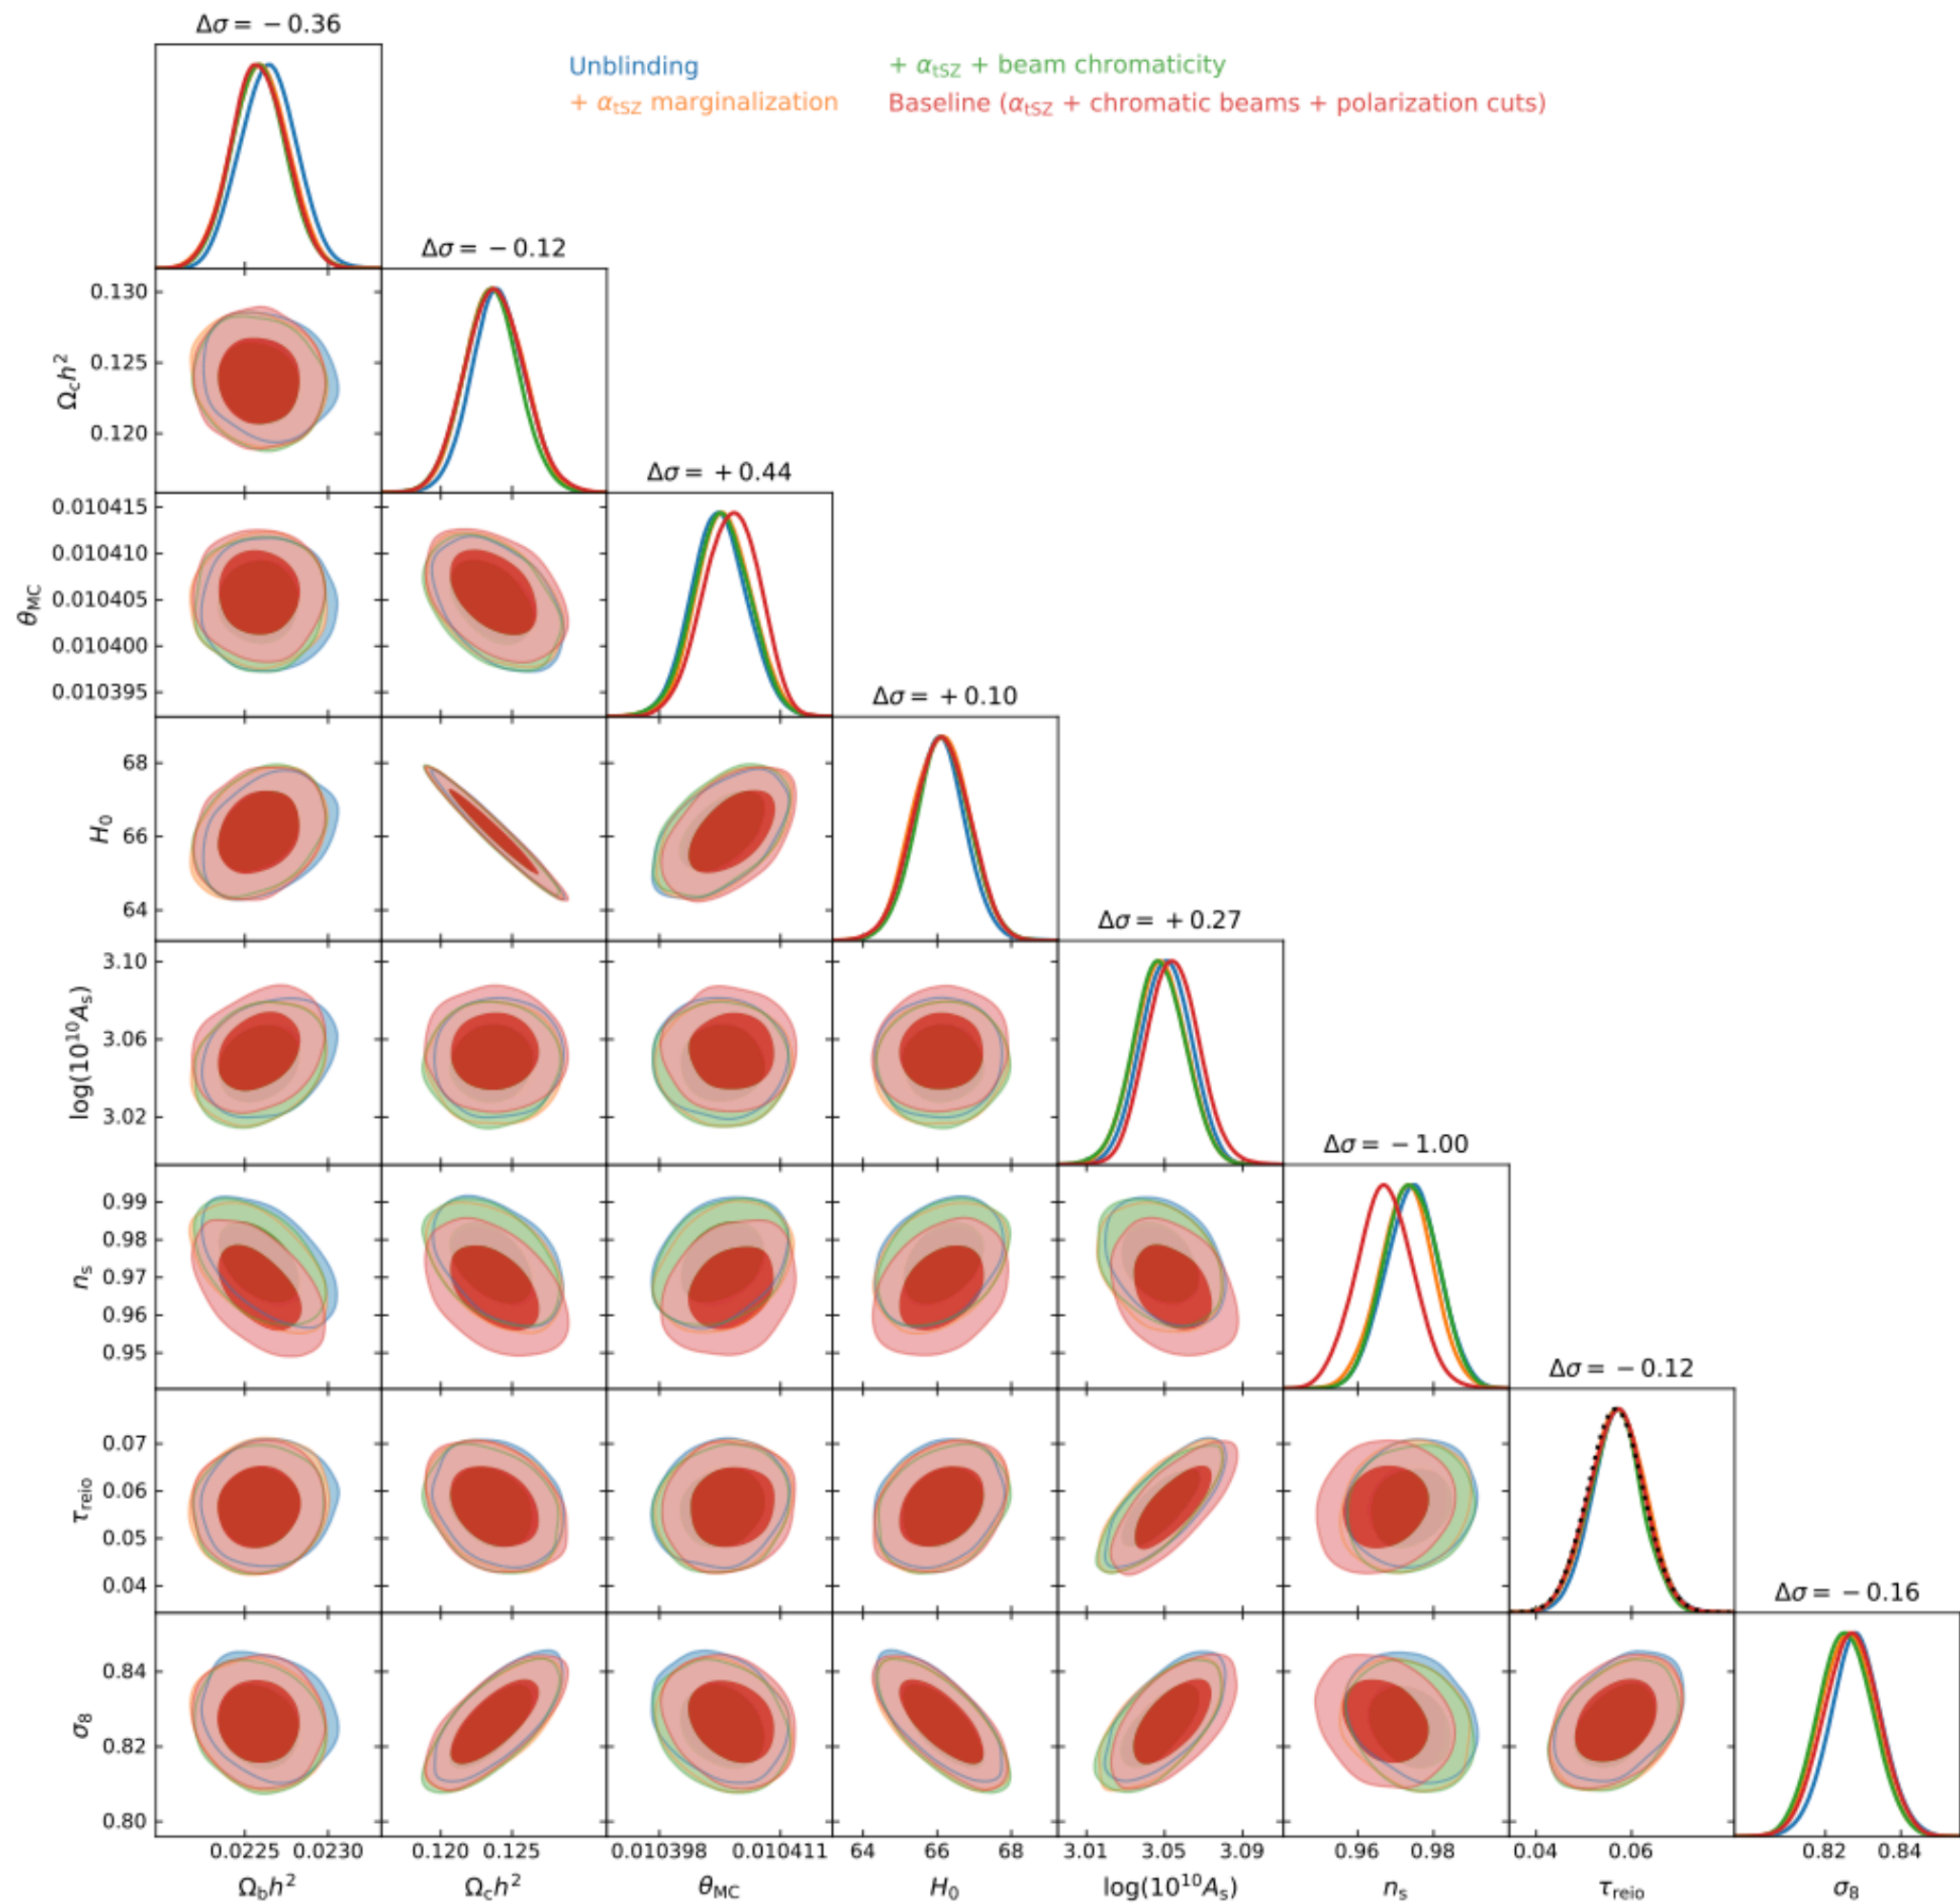 Δσ = − 0.36
Unblinding
+ αtSZ marginalization
+ αtSZ + beam chromaticity
Baseline (αtSZ + chromatic beams + polarization cuts)
Δσ = − 0.12
0.130
0.125
0.120
Ωch²
Δσ = + 0.44
0.010415
0.010410
0.010405
0.010400
0.010395
θMC
Δσ = + 0.10
68
66
64
H₀
Δσ = + 0.27
3.10
3.06
3.02
log(10¹⁰As)
Δσ = − 1.00
0.99
0.98
0.97
0.96
0.95
ns
Δσ = − 0.12
0.07
0.06
0.05
0.04
τreio
Δσ = − 0.16
0.84
0.82
0.80
σ₈
0.0225 0.0230 0.120 0.125 0.010398 0.010411 64 66 68 3.01 3.05 3.09 0.96 0.98 0.04 0.06 0.82 0.84
Ωbh² Ωch² θMC H₀ log(10¹⁰As) ns τreio σ₈